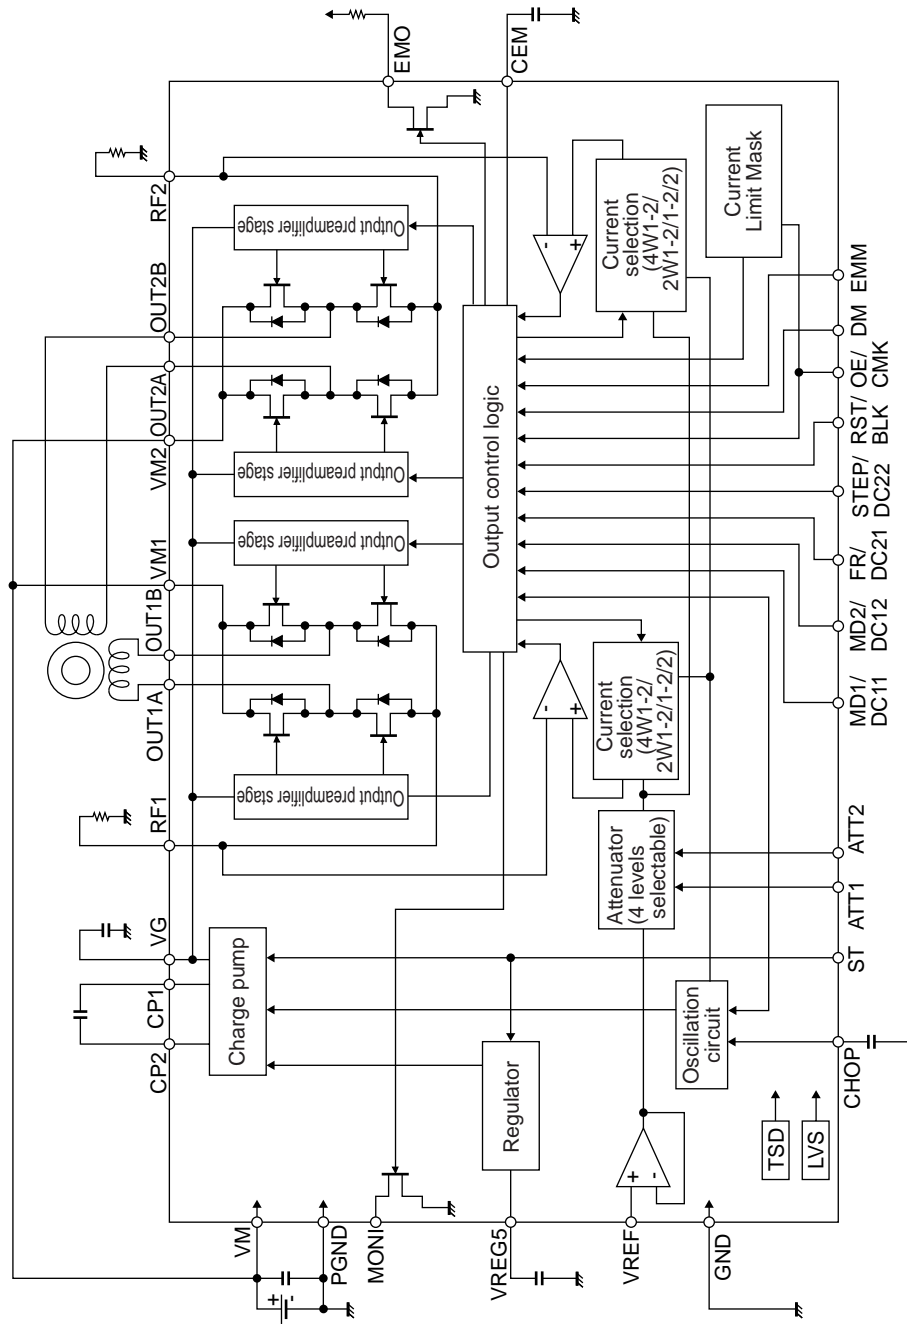 EMO
CEM
RF2
OUT2B
OUT2A
VM2
VM1
OUT1B
OUT1A
RF1
VG
CP1
CP2
Output preamplifier stage
Output preamplifier stage
Output preamplifier stage
Output preamplifier stage
Output control logic
-
+
Current
selection
(4W1-2/
2W1-2/1-2/2)
Current
Limit Mask
-
+
Current
selection
(4W1-2/
2W1-2/1-2/2)
Attenuator
(4 levels
selectable)
Charge pump
Regulator
Oscillation
circuit
TSD
LVS
+
-
+
-
VM
PGND
MONI
VREG5
VREF
GND
EMM
DM
OE/
CMK
RST/
BLK
STEP/
DC22
FR/
DC21
MD2/
DC12
MD1/
DC11
ATT2
ATT1
ST
CHOP